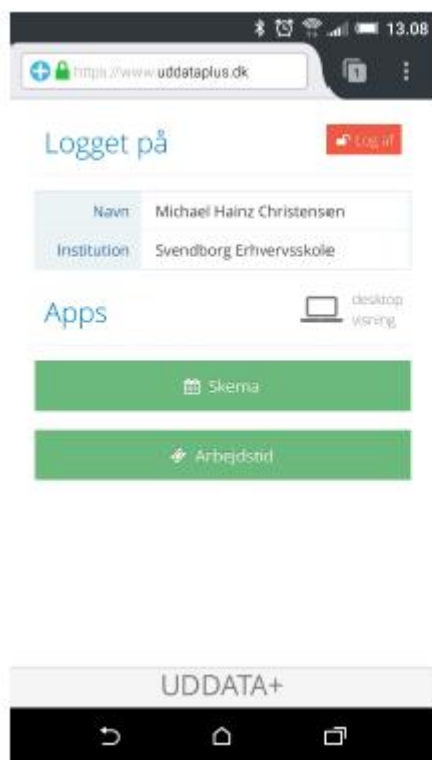 13.08
https://www.uddataplus.dk
1
Logget på
Log af
Navn Michael Hainz Christensen
Institution Svendborg Erhvervsskole
Apps
desktop
visning
Skema
Arbejdstid
UDDATA+